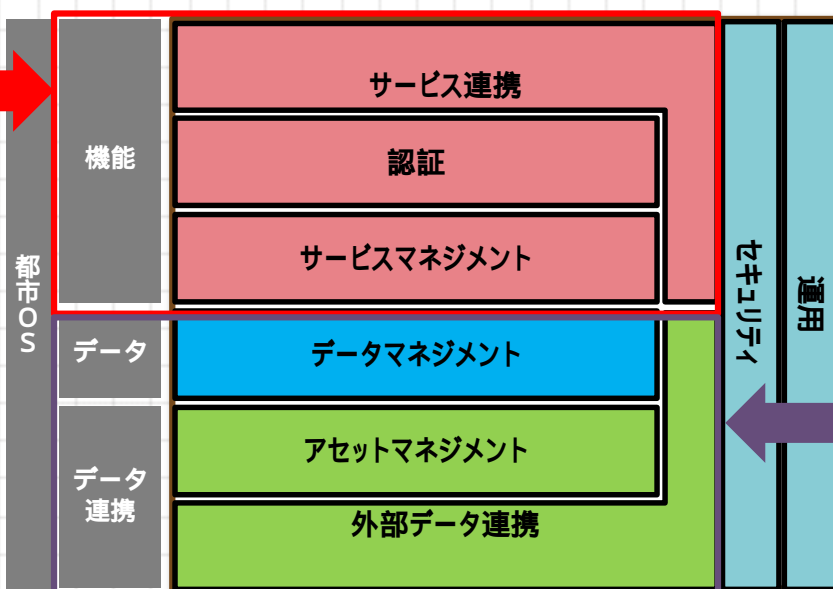 都市OS
機能
サービス連携
認証
サービスマネジメント
データ
データマネジメント
データ
連携
アセットマネジメント
外部データ連携
セキュリティ
運用